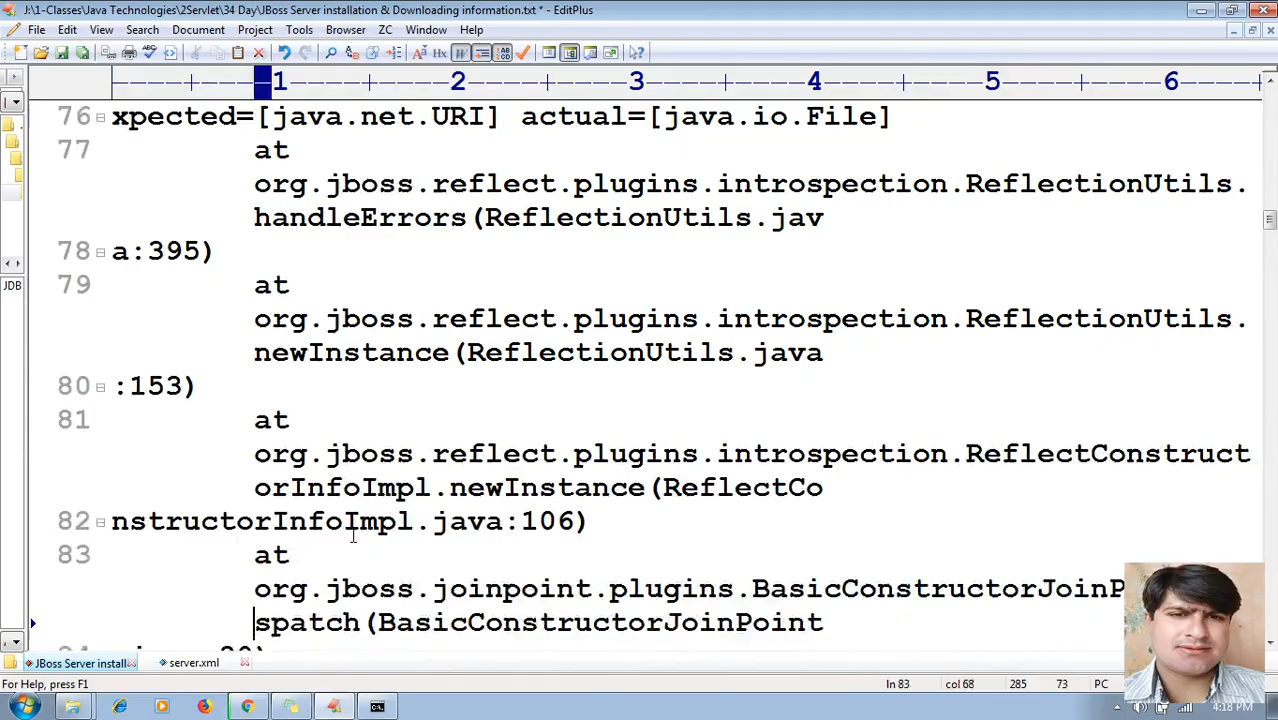 J:\1-Classes\Java Technologies\2Servlet\34 Day\JBoss Server installation & Downloading information.txt * - EditPlus
File Edit View Search Document Project Tools Browser ZC Window Help
1 2 3 4 5 6
76 xpected=[java.net.URI] actual=[java.io.File]
77 at
org.jboss.reflect.plugins.introspection.ReflectionUtils.
handleErrors(ReflectionUtils.jav
78 a:395)
79 at
org.jboss.reflect.plugins.introspection.ReflectionUtils.
newInstance(ReflectionUtils.java
80 :153)
81 at
org.jboss.reflect.plugins.introspection.ReflectConstruct
orInfoImpl.newInstance(ReflectCo
82 nstructorInfoImpl.java:106)
83 at
org.jboss.joinpoint.plugins.BasicConstructorJoinP
spatch(BasicConstructorJoinPoint
JDB
JBoss Server install server.xml
For Help, press F1 ln 83 col 68 285 73 PC
4:18 PM